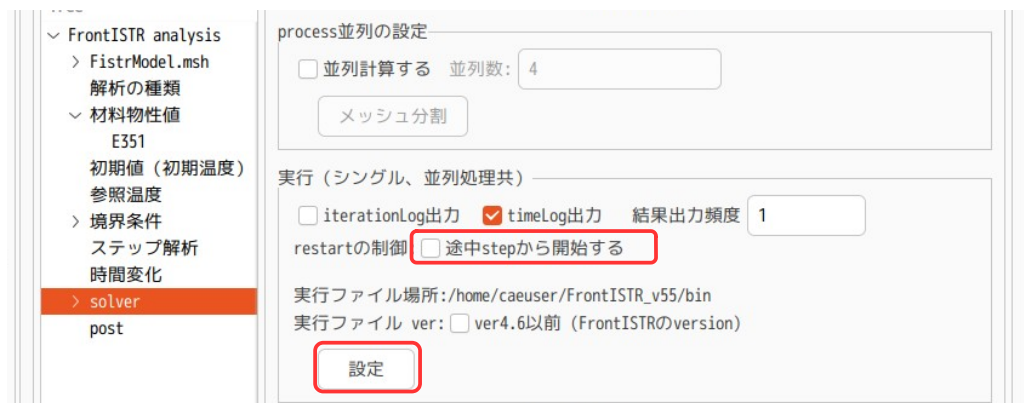 FrontISTR analysis
FistrModel.msh
解析の種類
材料物性値
E351
初期値（初期温度）
参照温度
境界条件
ステップ解析
時間変化
solver
post
process並列の設定
並列計算する 並列数: 4
メッシュ分割
実行（シングル、並列処理共）
iterationLog出力 timeLog出力 結果出力頻度 1
restartの制御 途中stepから開始する
実行ファイル場所:/home/caeuser/FrontISTR_v55/bin
実行ファイル ver: ver4.6以前（FrontISTRのversion）
設定